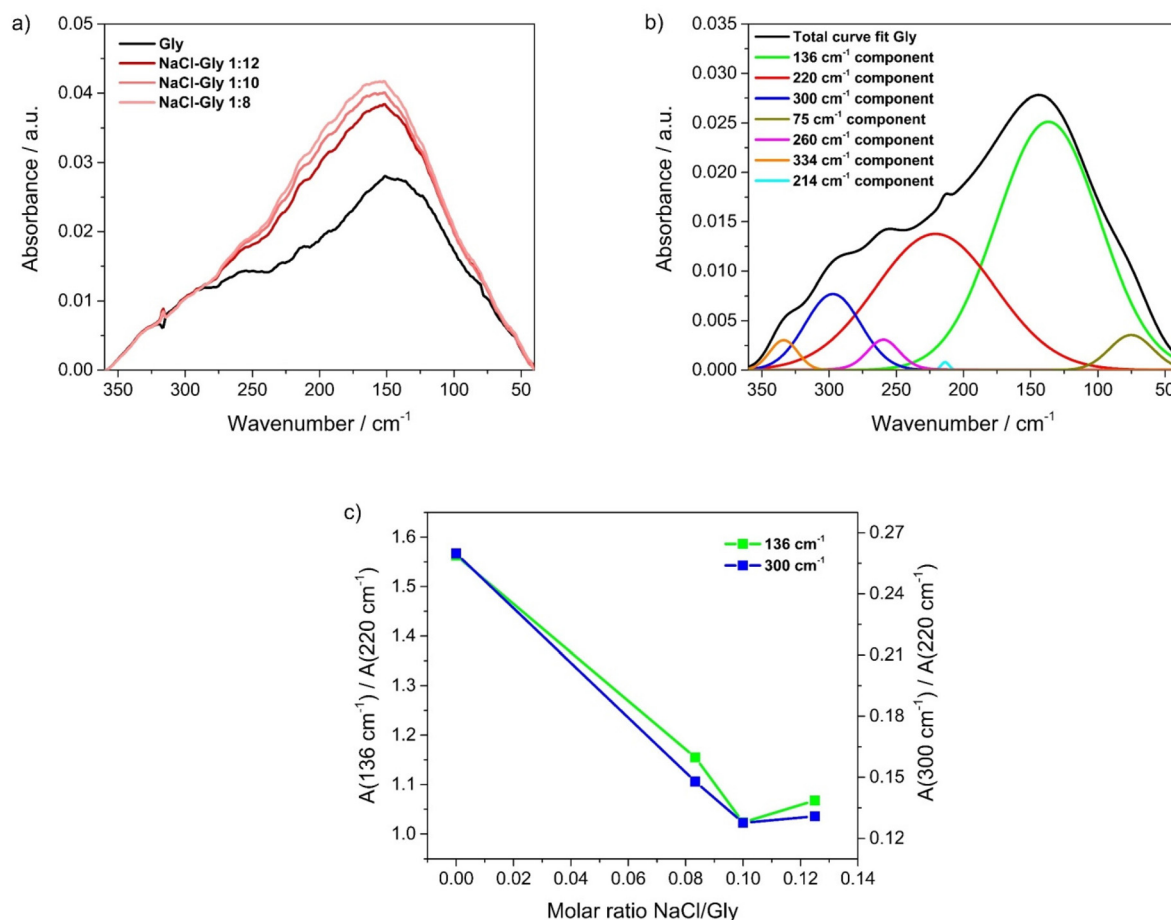 a)
0.05
0.04
0.03
0.02
0.01
0.00
Absorbance / a.u.
Gly
NaCl-Gly 1:12
NaCl-Gly 1:10
NaCl-Gly 1:8
350 300 250 200 150 100 50
Wavenumber / cm⁻¹
b)
0.035
0.030
0.025
0.020
0.015
0.010
0.005
0.000
Absorbance / a.u.
Total curve fit Gly
136 cm⁻¹ component
220 cm⁻¹ component
300 cm⁻¹ component
75 cm⁻¹ component
260 cm⁻¹ component
334 cm⁻¹ component
214 cm⁻¹ component
350 300 250 200 150 100 50
Wavenumber / cm⁻¹
c)
1.6
1.5
1.4
1.3
1.2
1.1
1.0
A(136 cm⁻¹) / A(220 cm⁻¹)
136 cm⁻¹
300 cm⁻¹
0.27
0.24
0.21
0.18
0.15
0.12
A(300 cm⁻¹) / A(220 cm⁻¹)
0.00 0.02 0.04 0.06 0.08 0.10 0.12 0.14
Molar ratio NaCl/Gly